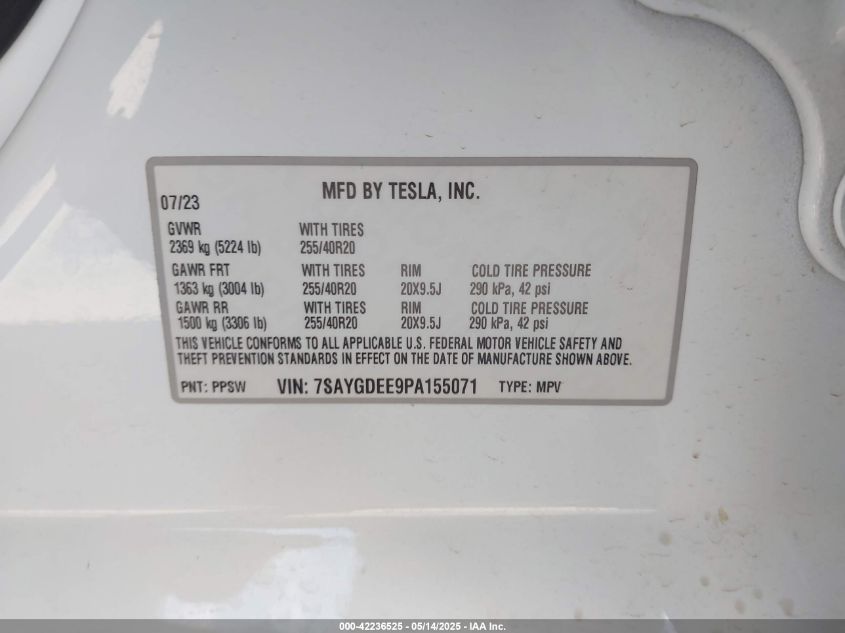 07/23
MFD BY TESLA, INC.
GVWR WITH TIRES
2369 kg (5224 lb) 255/40R20
GAWR FRT WITH TIRES RIM COLD TIRE PRESSURE
1363 kg (3004 lb) 255/40R20 20X9.5J 290 kPa, 42 psi
GAWR RR WITH TIRES RIM COLD TIRE PRESSURE
1500 kg (3306 lb) 255/40R20 20X9.5J 290 kPa, 42 psi
THIS VEHICLE CONFORMS TO ALL APPLICABLE U.S. FEDERAL MOTOR VEHICLE SAFETY AND
THEFT PREVENTION STANDARDS IN EFFECT ON THE DATE OF MANUFACTURE SHOWN ABOVE.
PNT: PPSW VIN: 7SAYGDEE9PA155071 TYPE: MPV
000-42236525 - 05/14/2025 - IAA Inc.